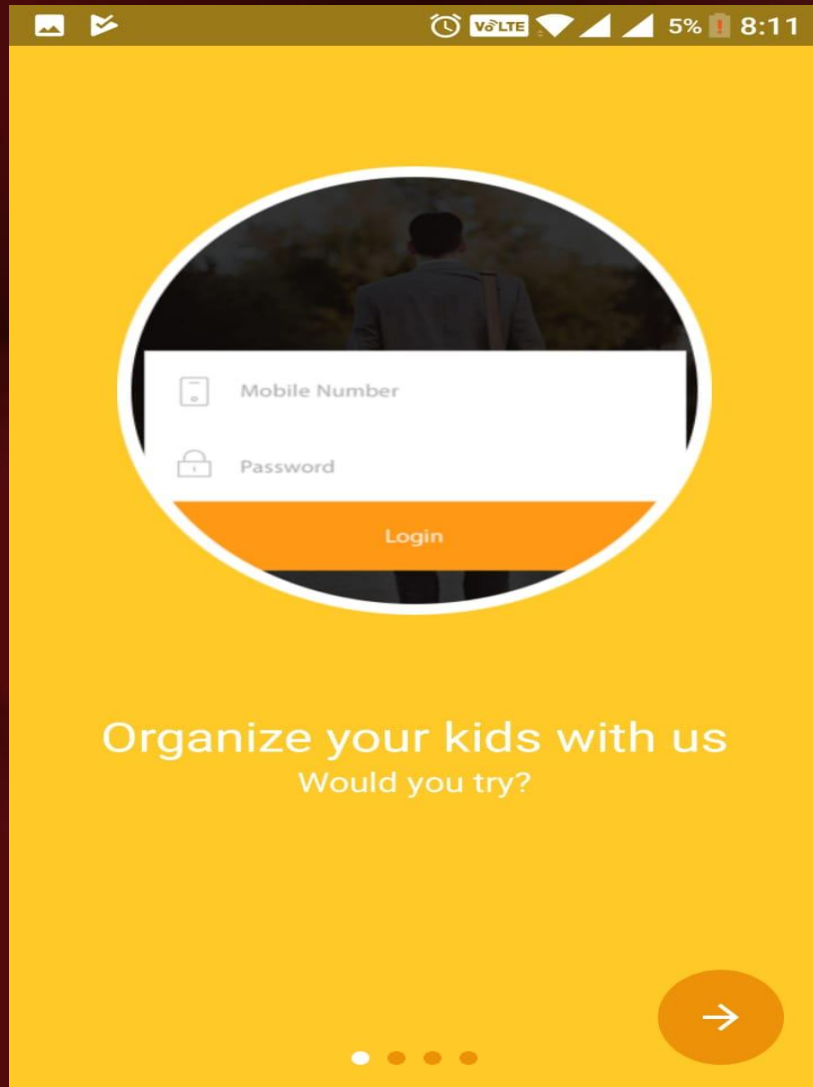 VoLTE 5% 8:11
Mobile Number
Password
Login
Organize your kids with us
Would you try?